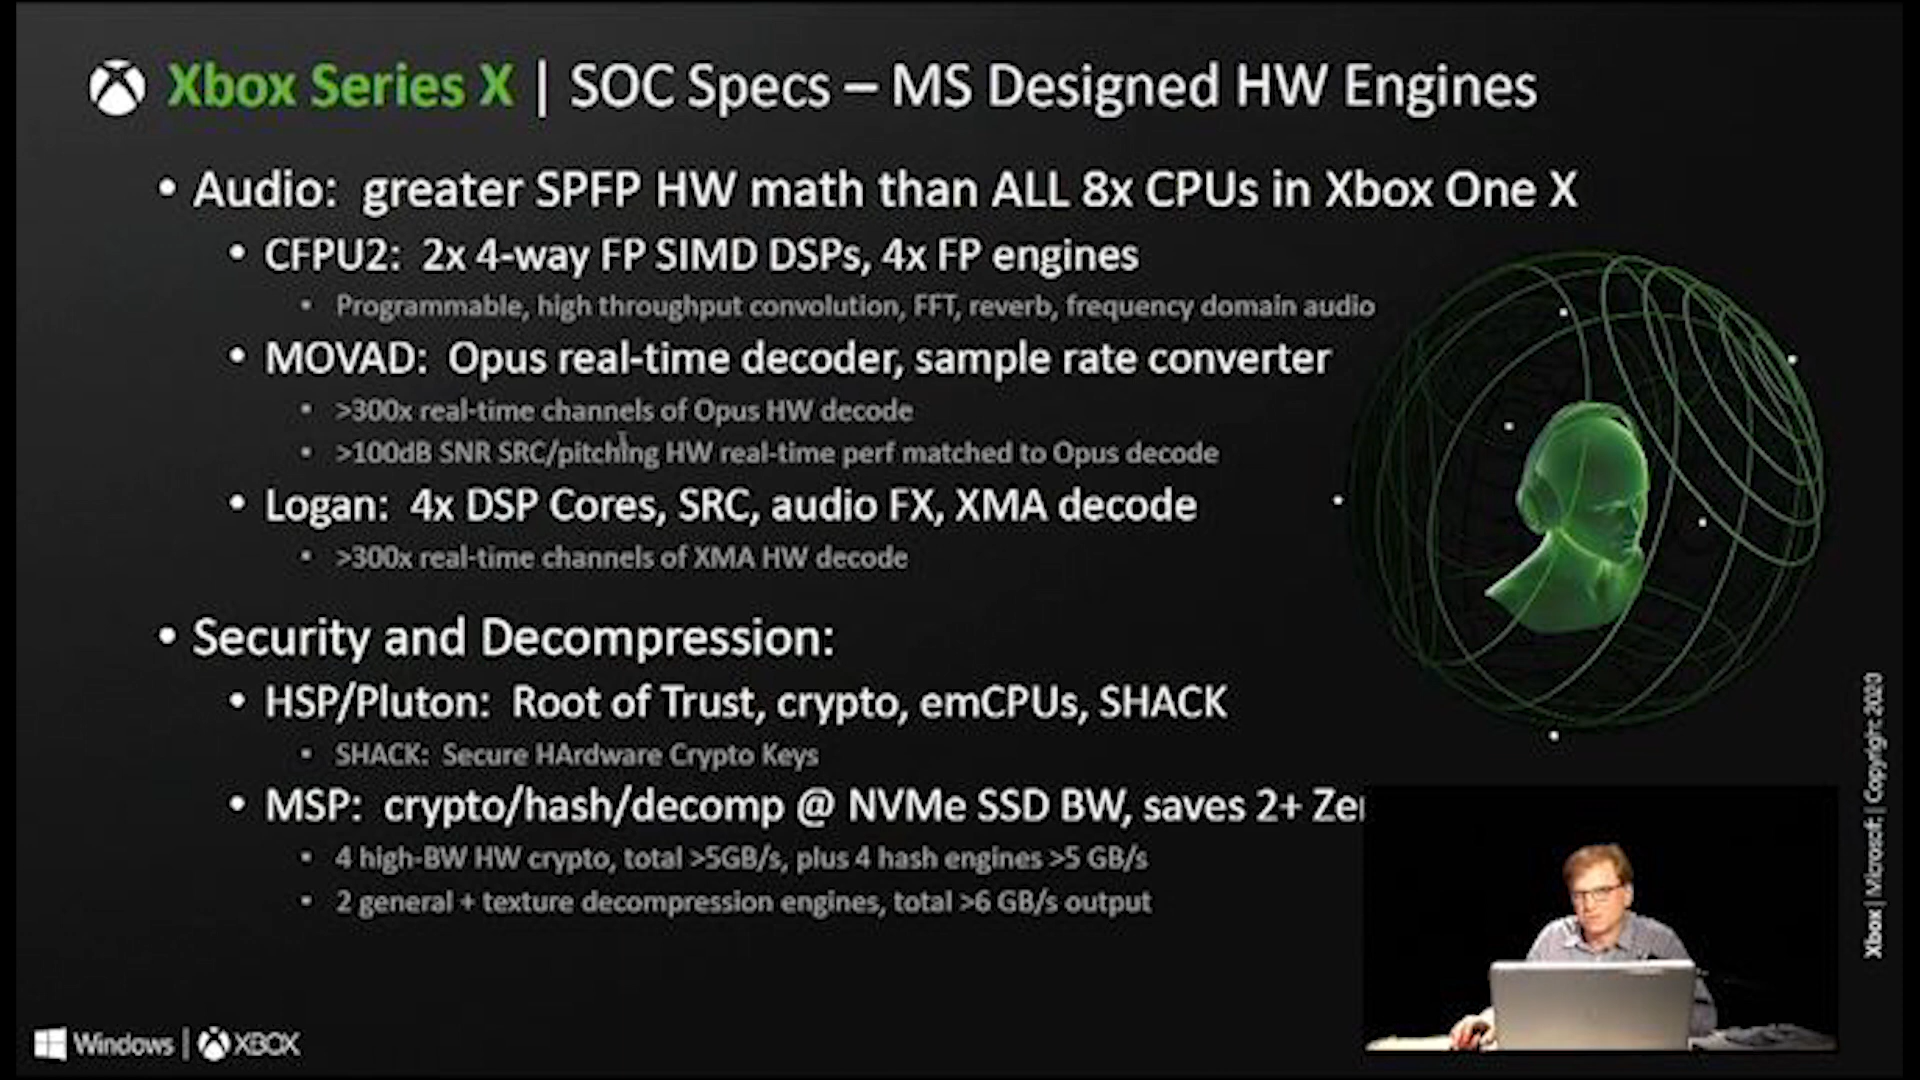 Xbox Series X | SOC Specs – MS Designed HW Engines
• Audio: greater SPFP HW math than ALL 8x CPUs in Xbox One X
• CFPU2: 2x 4-way FP SIMD DSPs, 4x FP engines
• Programmable, high throughput convolution, FFT, reverb, frequency domain audio
• MOVAD: Opus real-time decoder, sample rate converter
• >300x real-time channels of Opus HW decode
• >100dB SNR SRC/pitching HW real-time perf matched to Opus decode
• Logan: 4x DSP Cores, SRC, audio FX, XMA decode
• >300x real-time channels of XMA HW decode
• Security and Decompression:
• HSP/Pluton: Root of Trust, crypto, emCPUs, SHACK
• SHACK: Secure HArdware Crypto Keys
• MSP: crypto/hash/decomp @ NVMe SSD BW, saves 2+
• 4 high-BW HW crypto, total >5GB/s, plus 4 hash engines >5 GB/s
• 2 general + texture decompression engines, total >6 GB/s output
Xbox | Microsoft | Copyright 2020
Windows | XBOX